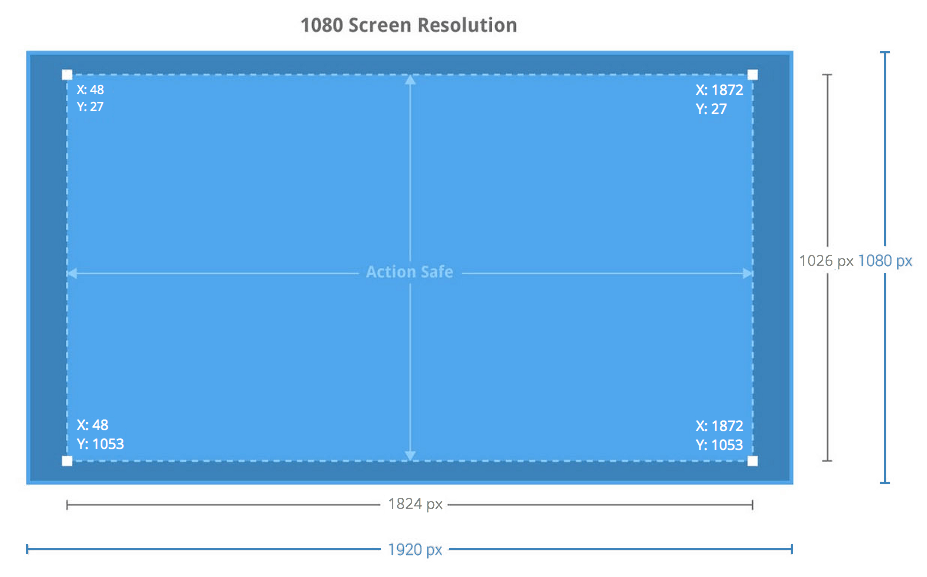 1080 Screen Resolution
X: 48
Y: 27
X: 1872
Y: 27
1026 px
1080 px
Action Safe
X: 48
Y: 1053
X: 1872
Y: 1053
1824 px
1920 px